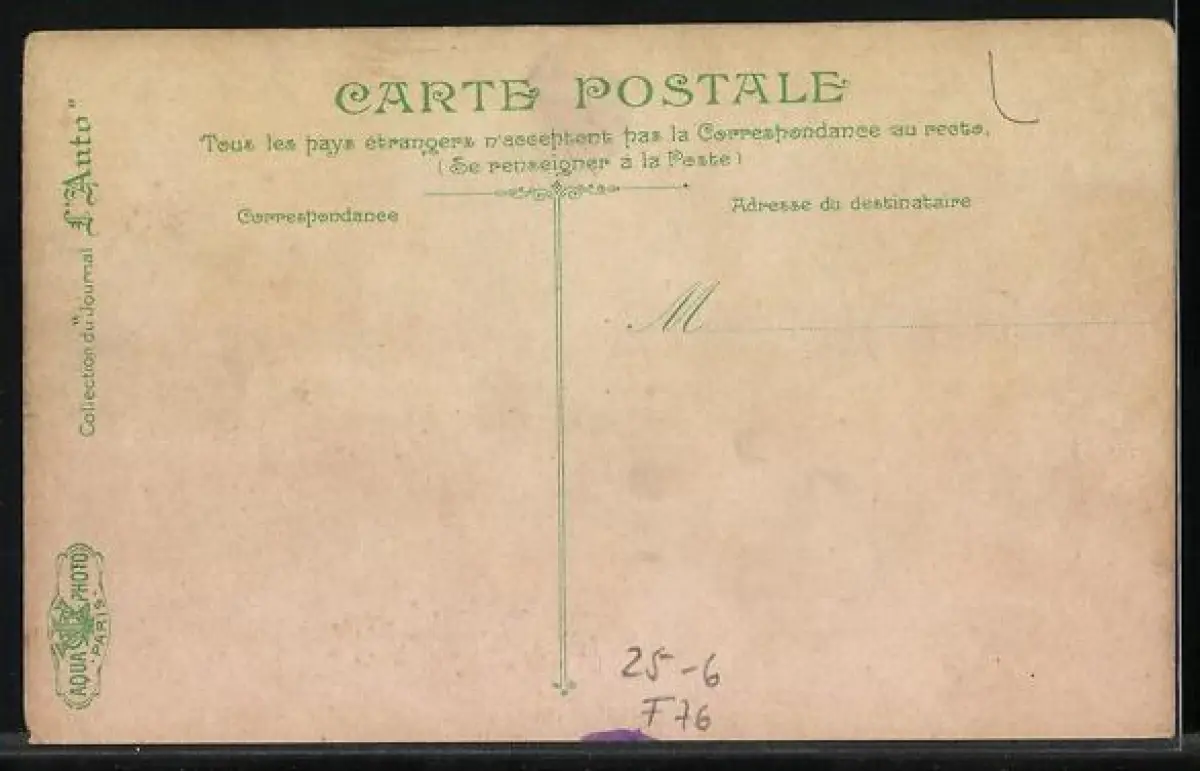 CARTE POSTALE
Tous les pays étrangers n'acceptent pas la Correspondance au recto.
(Se renseigner à la Poste)
Correspondance
Adresse du destinataire
M
Collection du Journal "L'Auto"
AQUA PHOTO
PARIS
25-6
F76